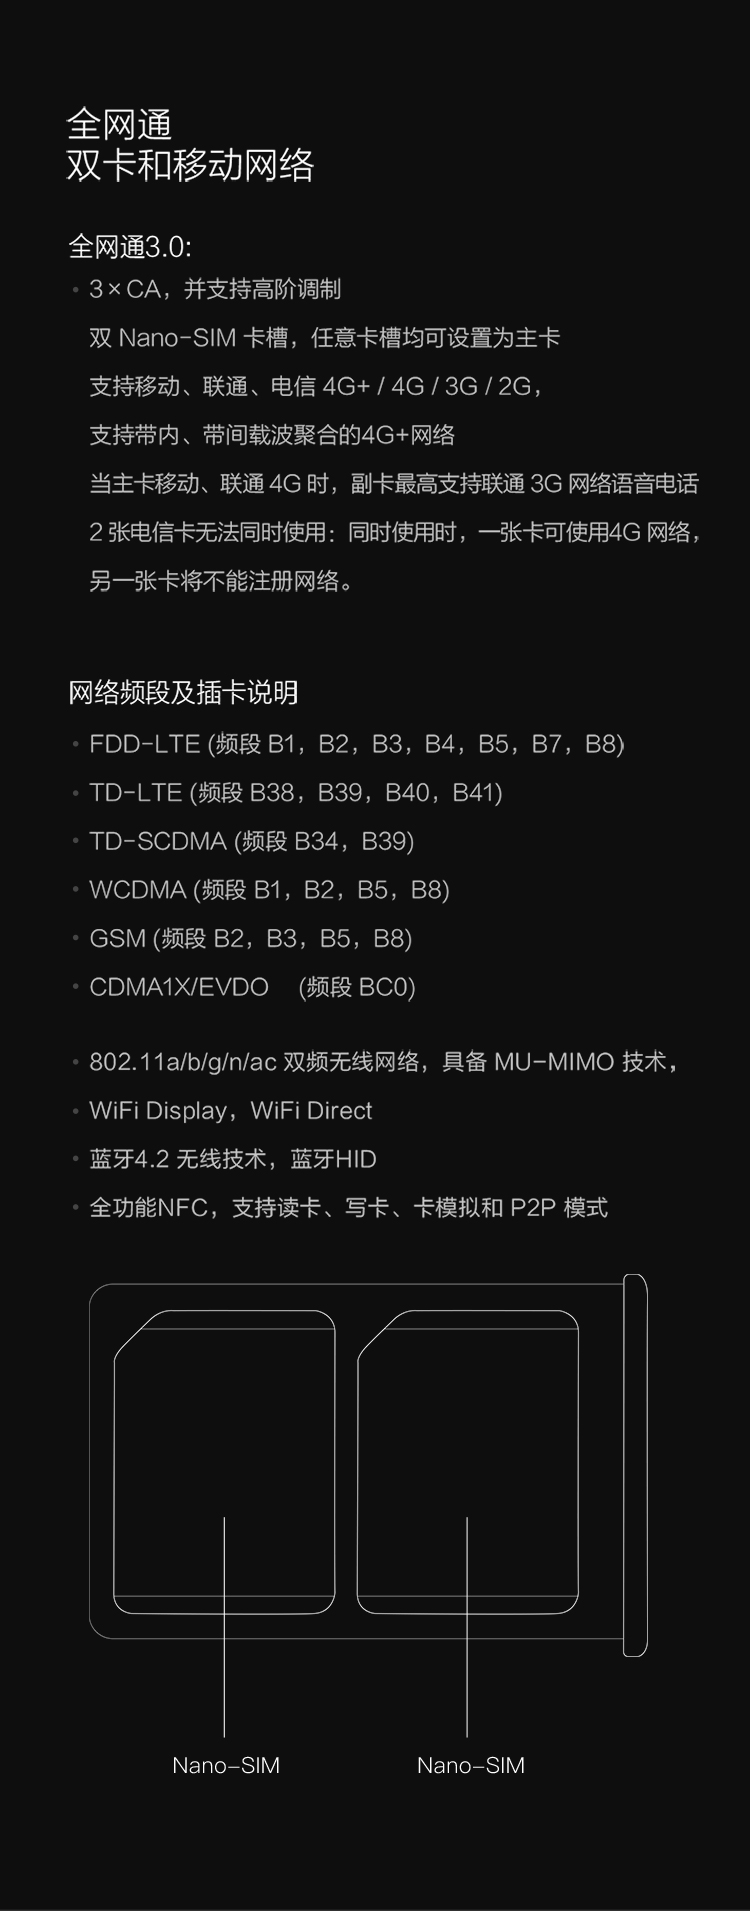 全网通
双卡和移动网络
全网通3.0:
• 3×CA，并支持高阶调制
双 Nano-SIM 卡槽，任意卡槽均可设置为主卡
支持移动、联通、电信 4G+ / 4G / 3G / 2G，
支持带内、带间载波聚合的4G+网络
当主卡移动、联通 4G 时，副卡最高支持联通 3G 网络语音电话
2 张电信卡无法同时使用：同时使用时，一张卡可使用4G 网络，
另一张卡将不能注册网络。
网络频段及插卡说明
• FDD-LTE (频段 B1，B2，B3，B4，B5，B7，B8)
• TD-LTE (频段 B38，B39，B40，B41)
• TD-SCDMA (频段 B34，B39)
• WCDMA (频段 B1，B2，B5，B8)
• GSM (频段 B2，B3，B5，B8)
• CDMA1X/EVDO (频段 BC0)
• 802.11a/b/g/n/ac 双频无线网络，具备 MU-MIMO 技术，
• WiFi Display，WiFi Direct
• 蓝牙4.2 无线技术，蓝牙HID
• 全功能NFC，支持读卡、写卡、卡模拟和 P2P 模式
Nano-SIM Nano-SIM